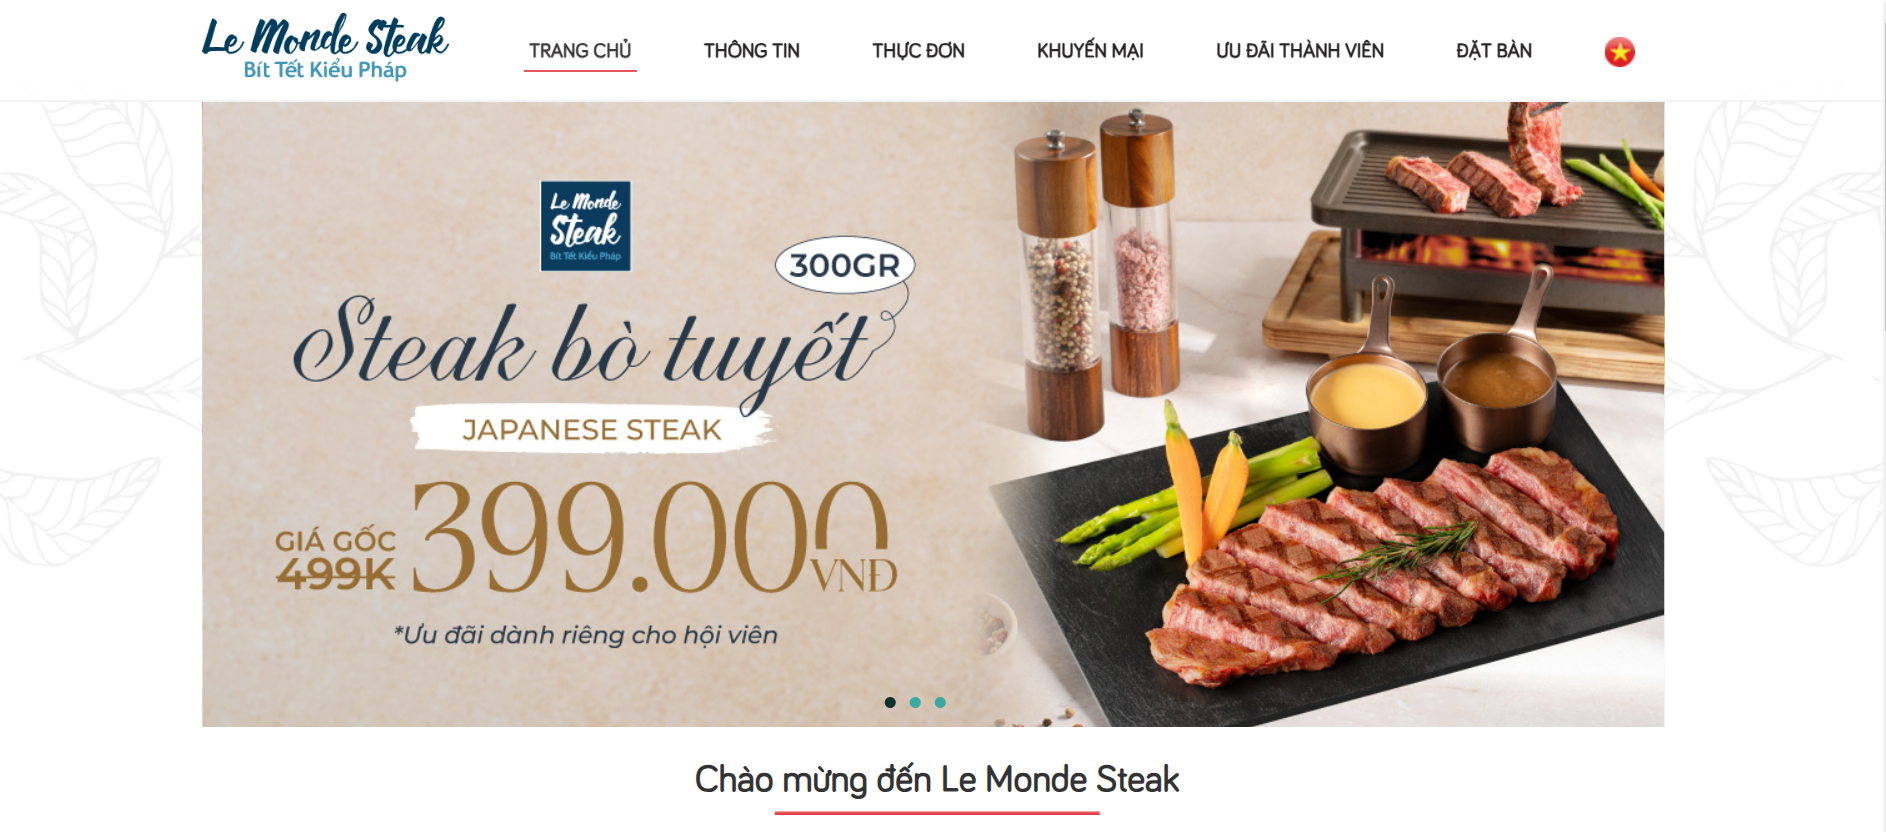 Le Monde Steak
Bít Tết Kiểu Pháp
TRANG CHỦ
THÔNG TIN
THỰC ĐƠN
KHUYẾN MẠI
ƯU ĐÃI THÀNH VIÊN
ĐẶT BÀN
Le Monde
Steak
Bít Tết Kiểu Pháp
300GR
Steak bò tuyết
JAPANESE STEAK
GIÁ GỐC
499K
399.000
VNĐ
*Ưu đãi dành riêng cho hội viên
Chào mừng đến Le Monde Steak